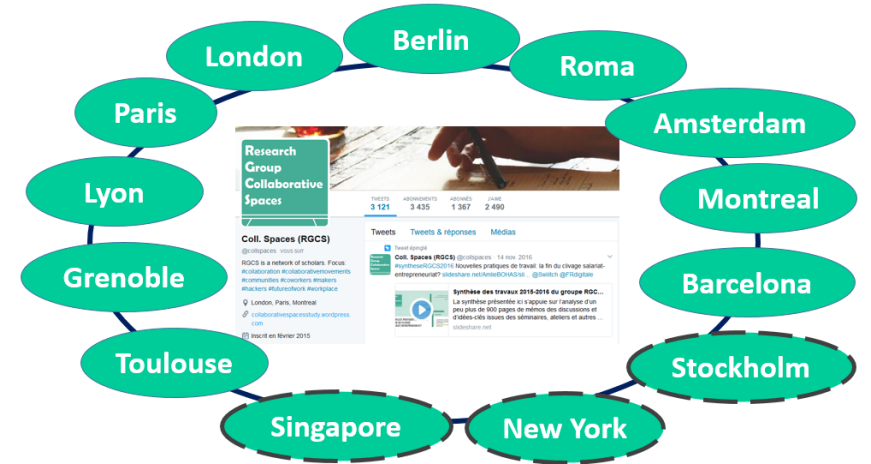 Berlin
London
Roma
Paris
Amsterdam
Lyon
Montreal
Grenoble
Barcelona
Toulouse
Stockholm
Singapore
New York
Research
Group
Collaborative
Spaces
TWEETS
3 121
ABONNEMENTS
3 435
ABONNÉS
1 367
J'AIME
2 490
Coll. Spaces (RGCS)
@collspaces vous suit
RGCS is a network of scholars. Focus:
#collaboration #collaborativemovements
#communities #coworkers #makers
#hackers #futureofwork #workplace
London, Paris, Montreal
collaborativespacesstudy.wordpress.
com
Inscrit en février 2015
Tweets Tweets & réponses Médias
Tweet épinglé
Coll. Spaces (RGCS) @collspaces · 14 nov. 2016
#syntheseRGCS2016 Nouvelles pratiques de travail: la fin du clivage salariat-
entrepreneuriat?
Synthèse des travaux 2015-2016 du groupe RGC...
La synthèse présentée ici s'appuie sur l'analyse d'un
peu plus de 900 pages de mémos des discussions et
d'idées-clés issues des séminaires, ateliers et autres ...
slideshare.net